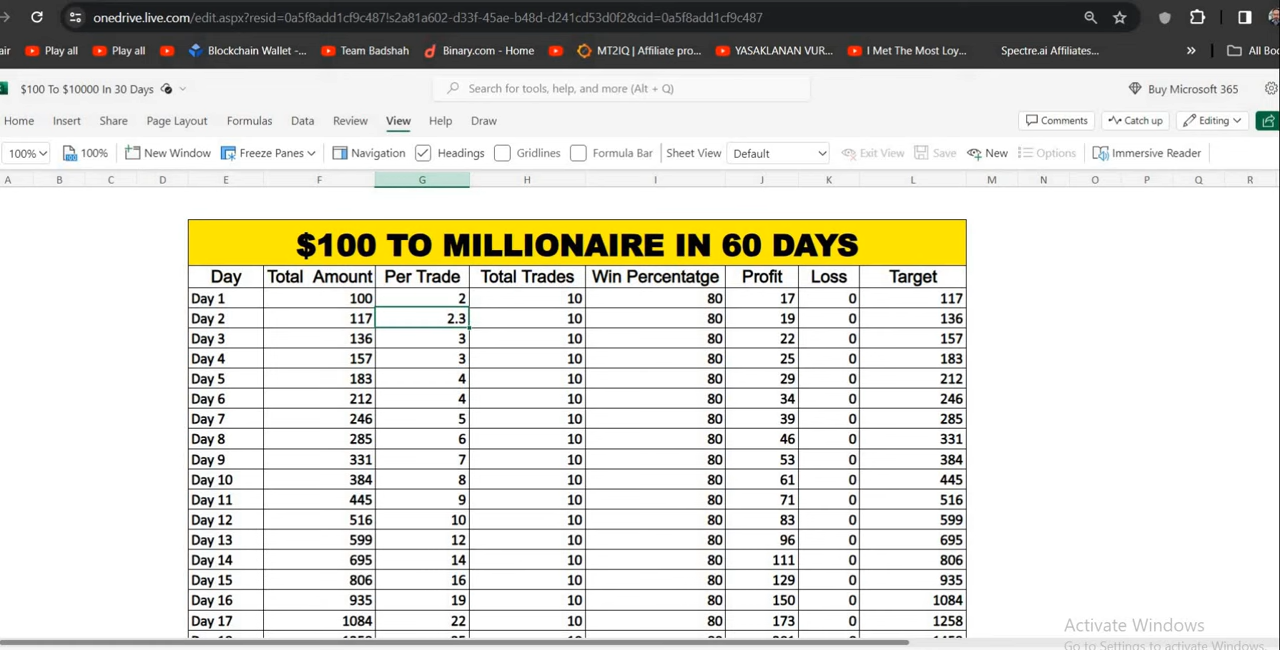 onedrive.live.com/edit.aspx?resid=0a5f8add1cf9c487!s2a81a602-d33f-45ae-b48d-d241cd53d0f2&cid=0a5f8add1cf9c487
air Play all Play all Blockchain Wallet -... Team Badshah Binary.com - Home MT2IQ | Affiliate pro... YASAKLANAN VUR... I Met The Most Loy... Spectre.ai Affiliates... » All Boo
$100 To $10000 In 30 Days Search for tools, help, and more (Alt + Q) Buy Microsoft 365
Home Insert Share Page Layout Formulas Data Review View Help Draw Comments Catch up Editing
100% 100% New Window Freeze Panes Navigation Headings Gridlines Formula Bar Sheet View Default Exit View Save New Options Immersive Reader
A B C D E F G H I J K L M N O P Q R
$100 TO MILLIONAIRE IN 60 DAYS
Day Total Amount Per Trade Total Trades Win Percentatge Profit Loss Target
Day 1 100 2 10 80 17 0 117
Day 2 117 2.3 10 80 19 0 136
Day 3 136 3 10 80 22 0 157
Day 4 157 3 10 80 25 0 183
Day 5 183 4 10 80 29 0 212
Day 6 212 4 10 80 34 0 246
Day 7 246 5 10 80 39 0 285
Day 8 285 6 10 80 46 0 331
Day 9 331 7 10 80 53 0 384
Day 10 384 8 10 80 61 0 445
Day 11 445 9 10 80 71 0 516
Day 12 516 10 10 80 83 0 599
Day 13 599 12 10 80 96 0 695
Day 14 695 14 10 80 111 0 806
Day 15 806 16 10 80 129 0 935
Day 16 935 19 10 80 150 0 1084
Day 17 1084 22 10 80 173 0 1258
Activate Windows
Go to Settings to activate Windows.